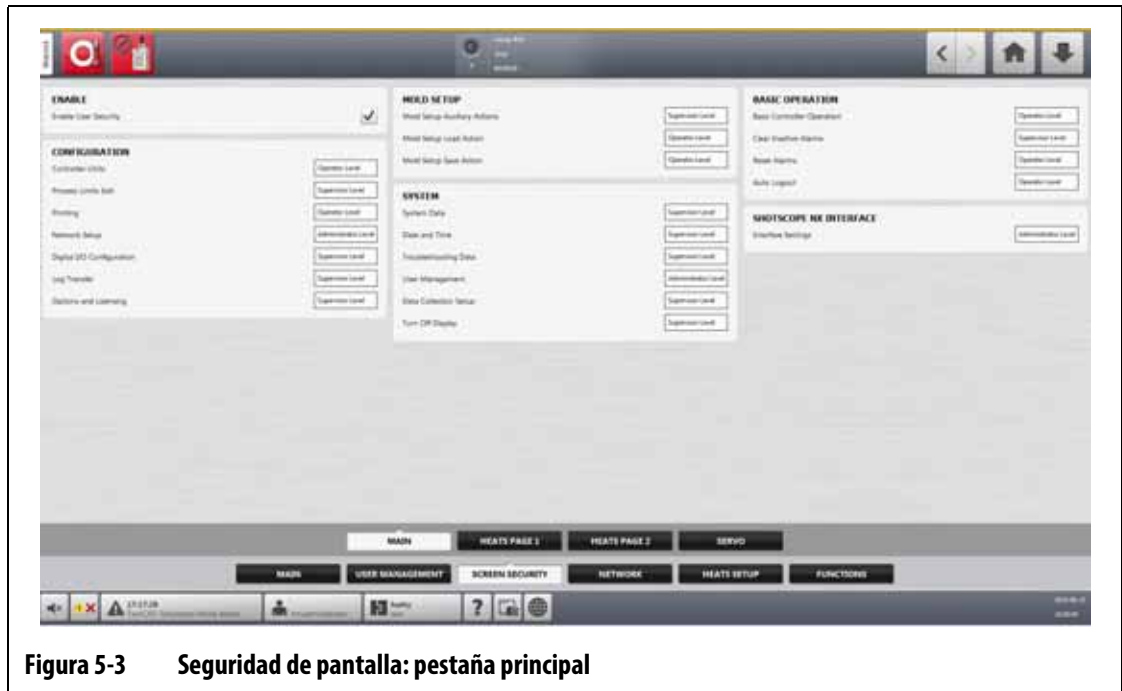 ENABLE
Enable User Security
CONFIGURATION
Controller Units
Operator Level
Process Limits Edit
Supervisor Level
Printing
Operator Level
Network Setup
Administrator Level
Digital I/O Configuration
Supervisor Level
Log Transfer
Supervisor Level
Options and Licensing
Supervisor Level
MOLD SETUP
Mold Setup Auxiliary Actions
Supervisor Level
Mold Setup Load Action
Operator Level
Mold Setup Save Action
Operator Level
SYSTEM
System Data
Supervisor Level
Date and Time
Supervisor Level
Troubleshooting Data
Supervisor Level
User Management
Administrator Level
Data Collection Setup
Supervisor Level
Turn Off Display
Supervisor Level
BASIC OPERATION
Basic Controller Operation
Operator Level
Clear Inactive Alarms
Supervisor Level
Reset Alarms
Operator Level
Auto Logout
Operator Level
SHOTSCOPE NX INTERFACE
Interface Settings
Administrator Level
MAIN HEATS PAGE 1 HEATS PAGE 2 SERVO
MAIN USER MANAGEMENT SCREEN SECURITY NETWORK HEATS SETUP FUNCTIONS
?
Figura 5-3 Seguridad de pantalla: pestaña principal